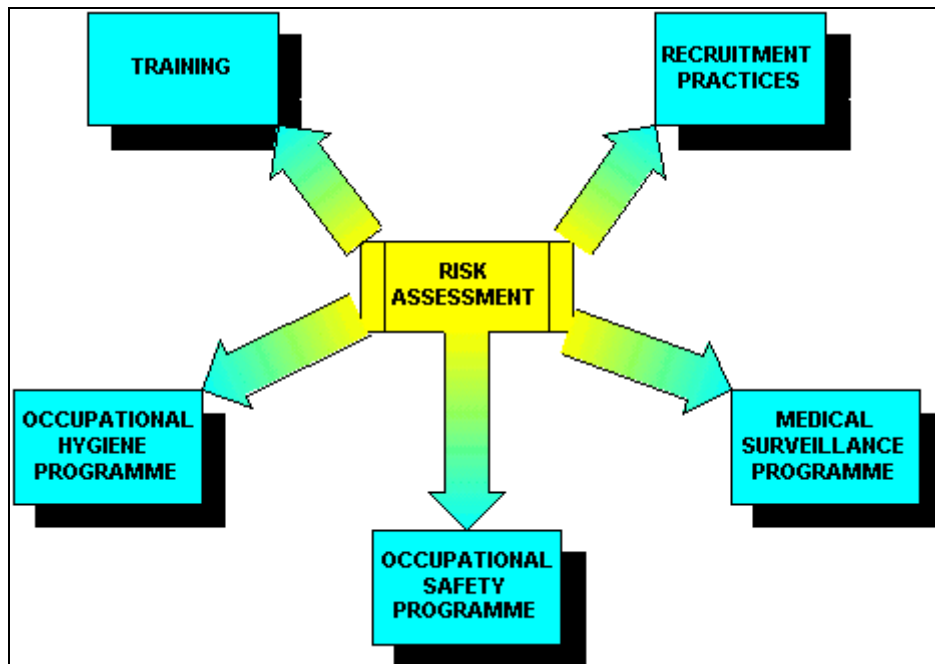 TRAINING
RECRUITMENT
PRACTICES
RISK
ASSESSMENT
OCCUPATIONAL
HYGIENE
PROGRAMME
MEDICAL
SURVEILLANCE
PROGRAMME
OCCUPATIONAL
SAFETY
PROGRAMME